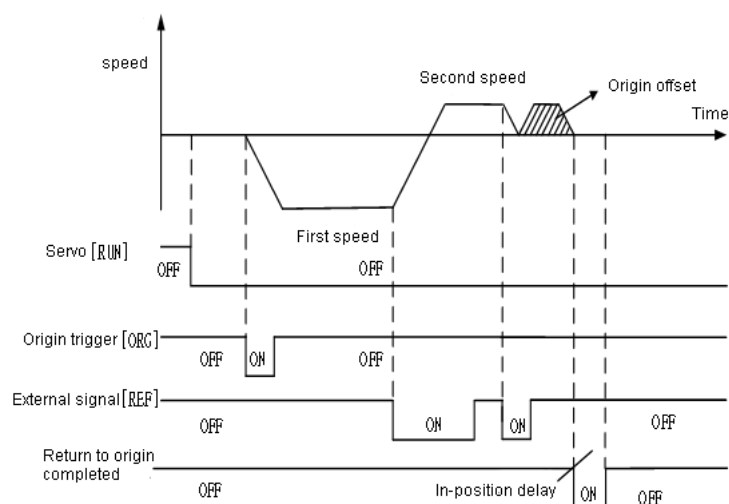 speed
Second speed
Origin offset
Time
First speed
Servo [RUN]
OFF
OFF
Origin trigger [ORG]
OFF
ON
OFF
External signal [REF]
OFF
ON
ON
OFF
Return to origin
completed
OFF
In-position delay
ON
OFF